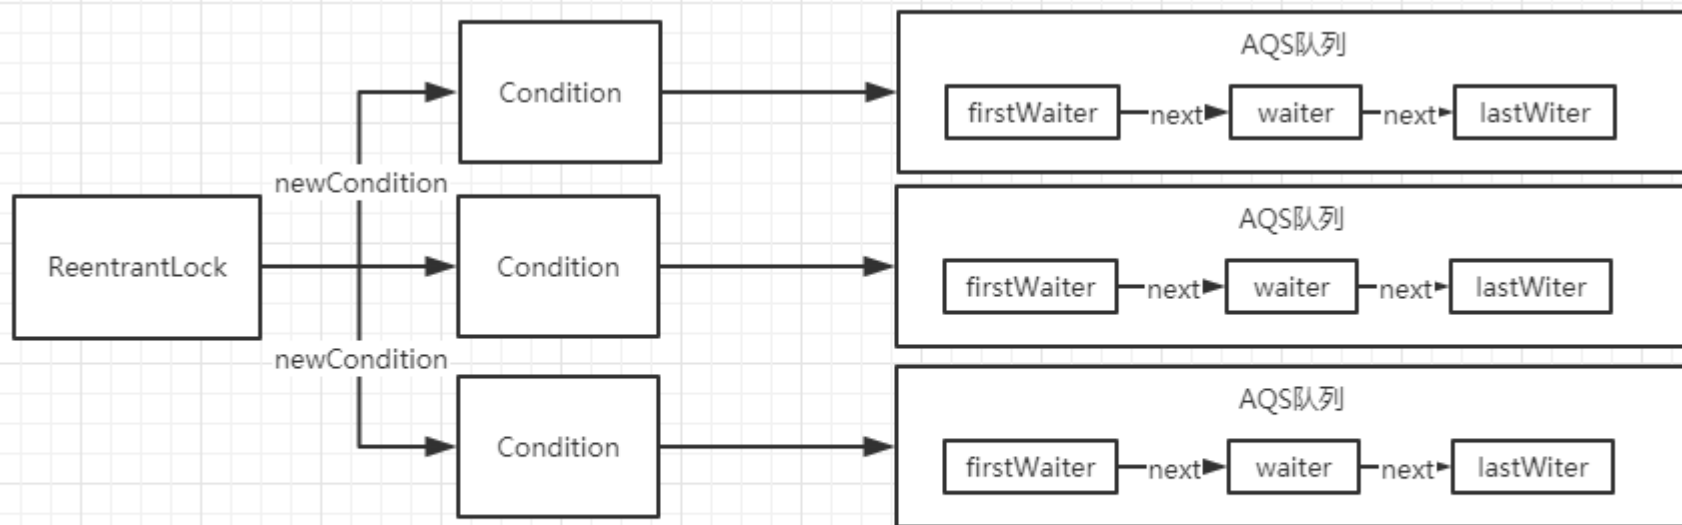 AQS队列
Condition
firstWaiter next waiter next lastWiter
newCondition
AQS队列
ReentrantLock
Condition
firstWaiter next waiter next lastWiter
newCondition
AQS队列
Condition
firstWaiter next waiter next lastWiter